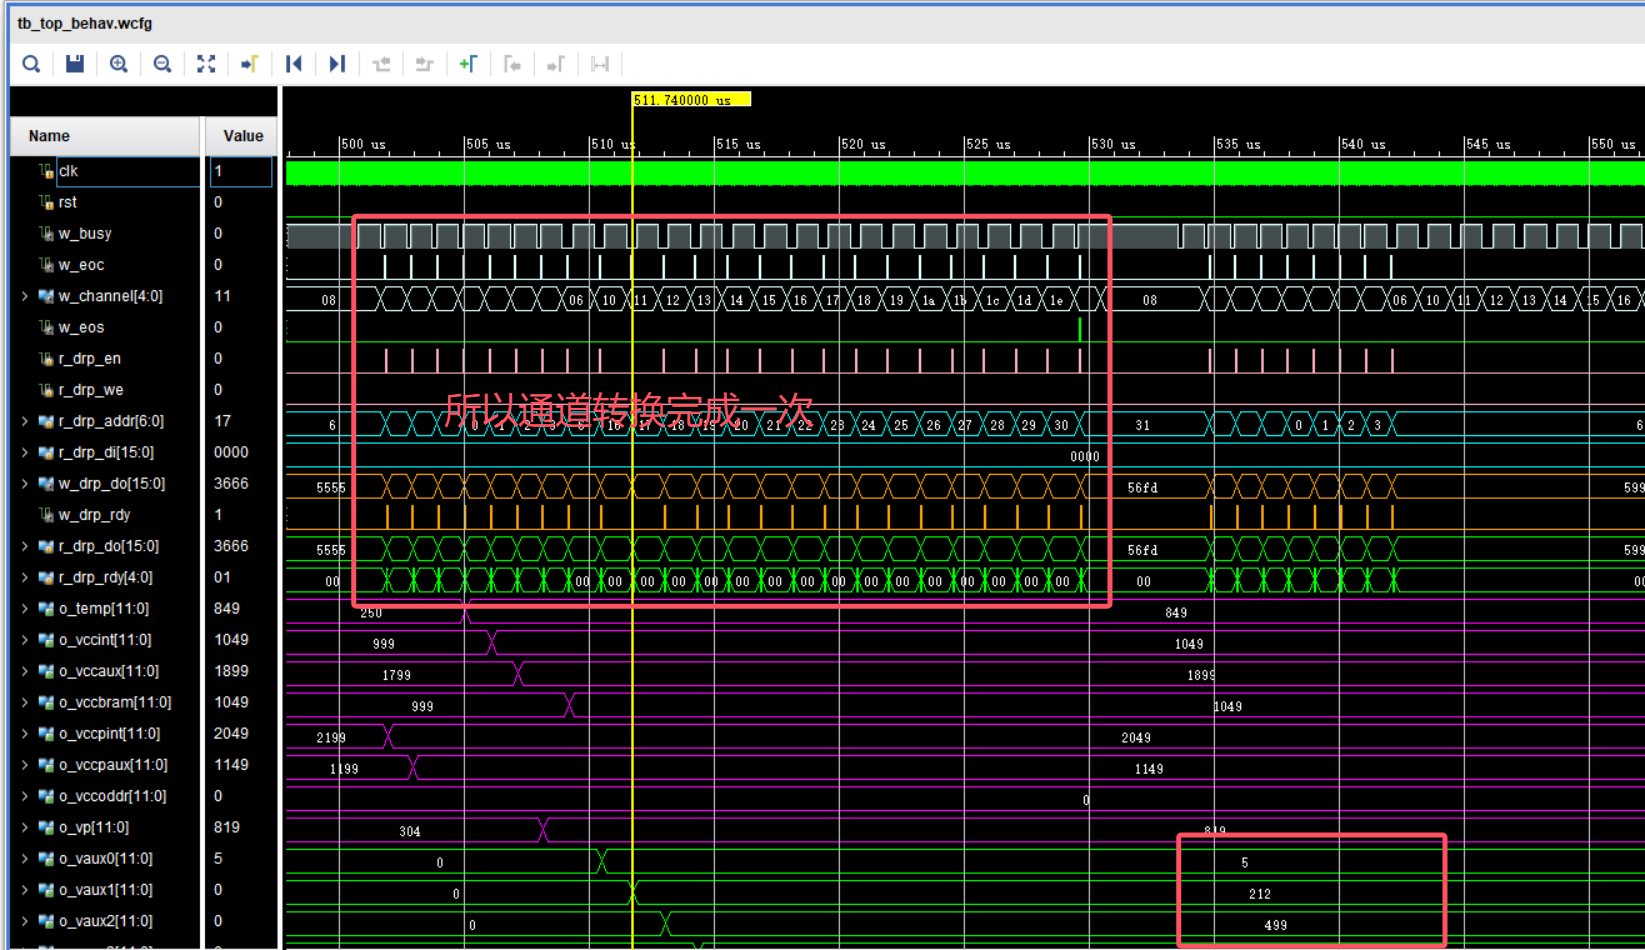 tb_top_behav.wcfg
511.740000 us
Name Value
500 us 505 us 510 us 515 us 520 us 525 us 530 us 535 us 540 us 545 us 550 us
clk 1
rst 0
w_busy 0
w_eoc 0
w_channel[4:0] 11 08 06 10 11 12 13 14 15 16 17 18 19 1a 1b 1c 1d 1e 08 06 10 11 12 13 14 15 16
w_eos 0
r_drp_en 0
r_drp_we 0
所以通道转换完成一次
r_drp_addr[6:0] 17 6 0 1 2 3 6 16 17 18 19 20 21 22 23 24 25 26 27 28 29 30 31 0 1 2 3 6
r_drp_di[15:0] 0000 0000
w_drp_do[15:0] 3666 5555 56fd 599
w_drp_rdy 1
r_drp_do[15:0] 3666 5555 56fd 599
r_drp_rdy[4:0] 01 00 00 00 00 00 00 00 00 00 00 00 00 00 00 00 00 00 00
o_temp[11:0] 849 250 849
o_vccint[11:0] 1049 999 1049
o_vccaux[11:0] 1899 1799 1899
o_vccbram[11:0] 1049 999 1049
o_vccpint[11:0] 2049 2199 2049
o_vccpaux[11:0] 1149 1199 1149
o_vccoddr[11:0] 0 0
o_vp[11:0] 819 304 819
o_vaux0[11:0] 5 0 5
o_vaux1[11:0] 0 0 212
o_vaux2[11:0] 0 0 499